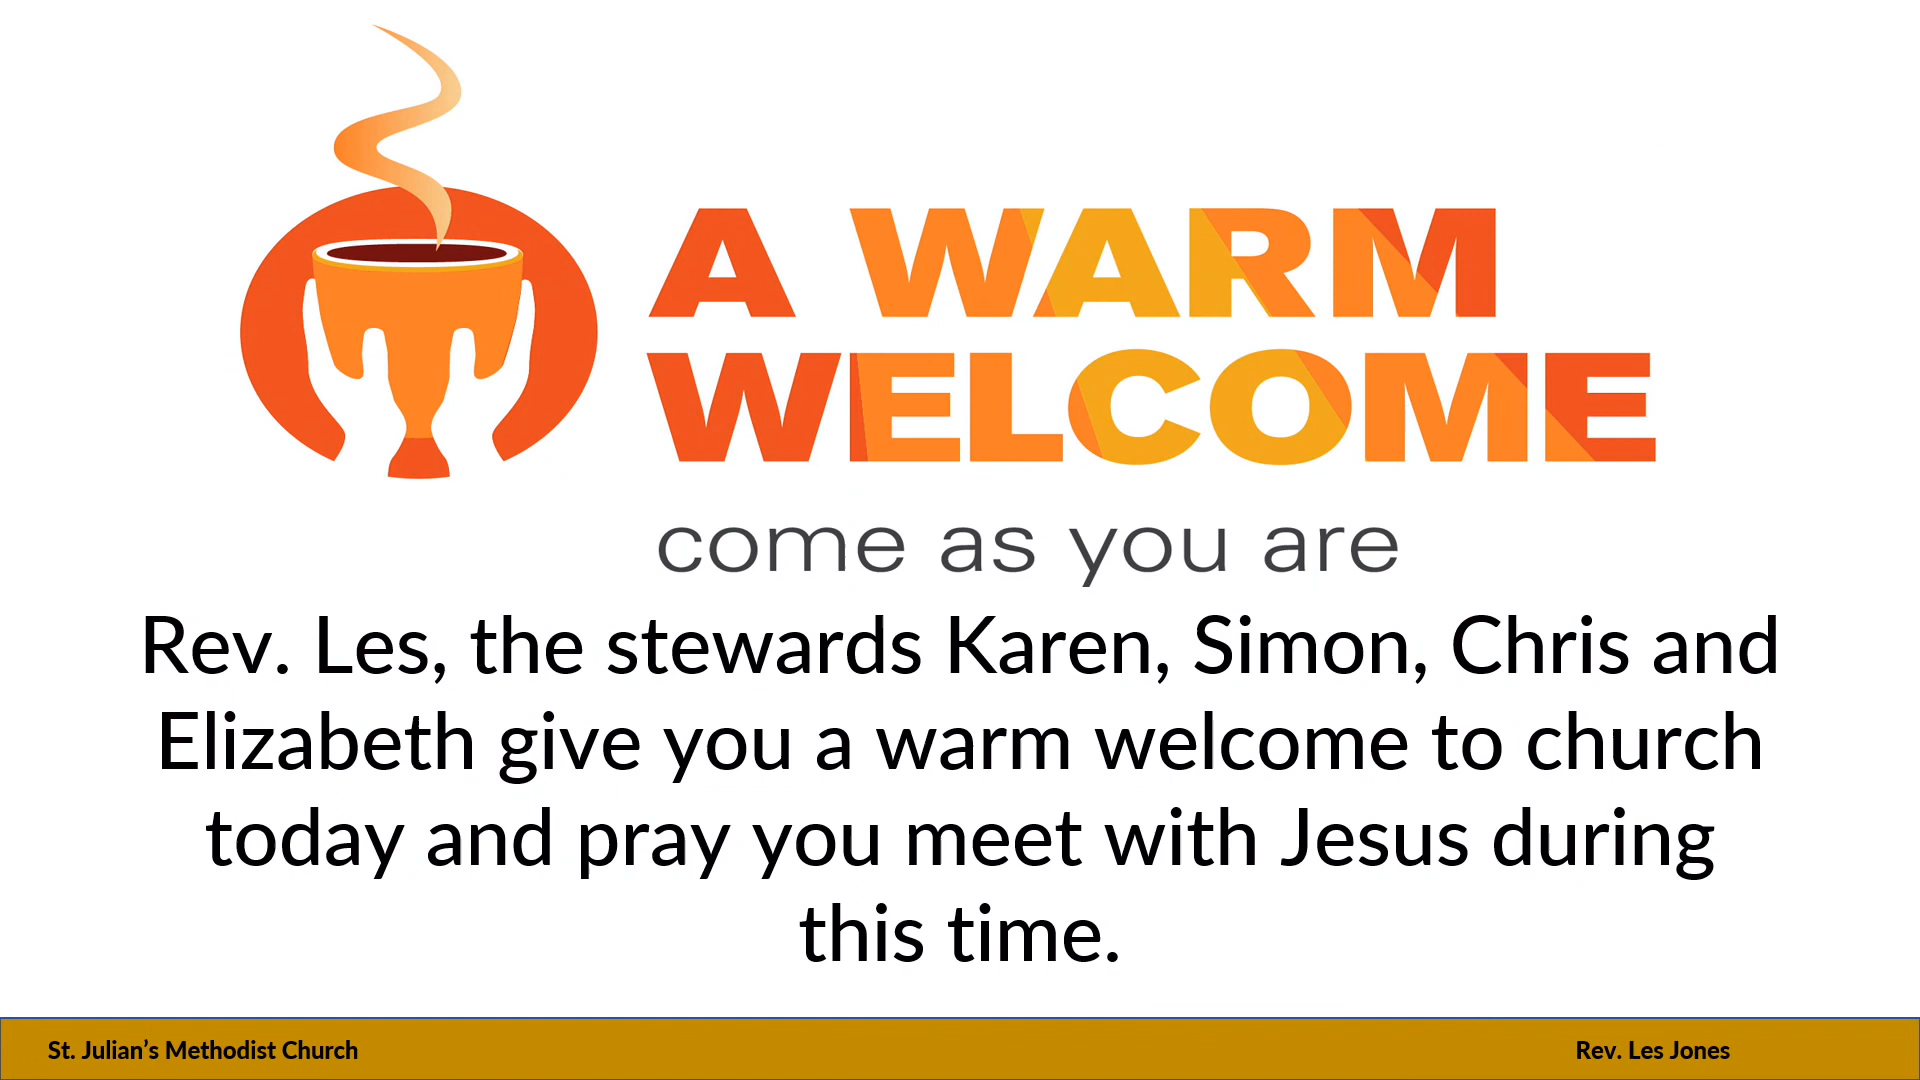 A WARM
WELCOME
come as you are
Rev. Les, the stewards Karen, Simon, Chris and
Elizabeth give you a warm welcome to church
today and pray you meet with Jesus during
this time.
St. Julian’s Methodist Church
Rev. Les Jones